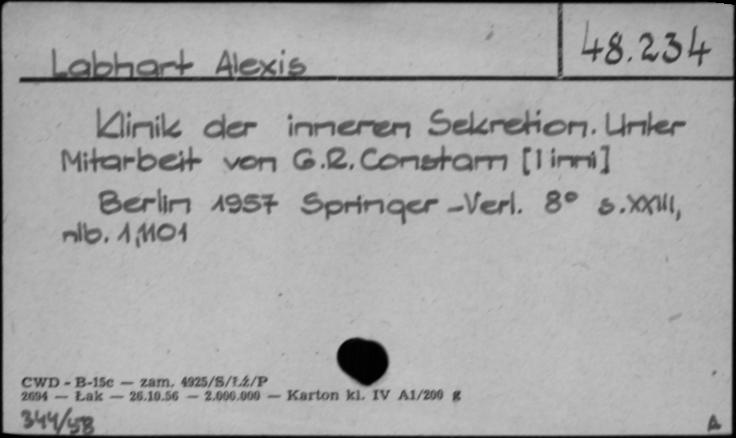 Labhart Alexis
48.234
Klinik der inneren Sekretion. Unter
Mitarbeit von G.R. Constam [I inni]
Berlin 1957 Springer-Verl. 8° s. XXIII,
nlb. 1, 1101
CWD - B-15c — zam. 4925/S/Ł.ź/P
2694 — Łak — 26.10.56 — 2.000.000 — Karton kl. IV A1/200 g
344/58
A